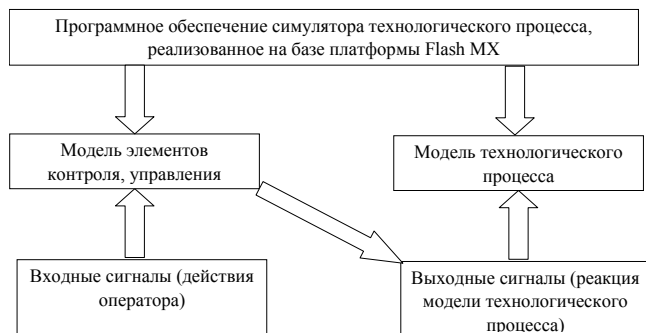 Программное обеспечение симулятора технологического процесса,
реализованное на базе платформы Flash MX
Модель элементов
контроля, управления
Модель технологического
процесса
Входные сигналы (действия
оператора)
Выходные сигналы (реакция
модели технологического
процесса)